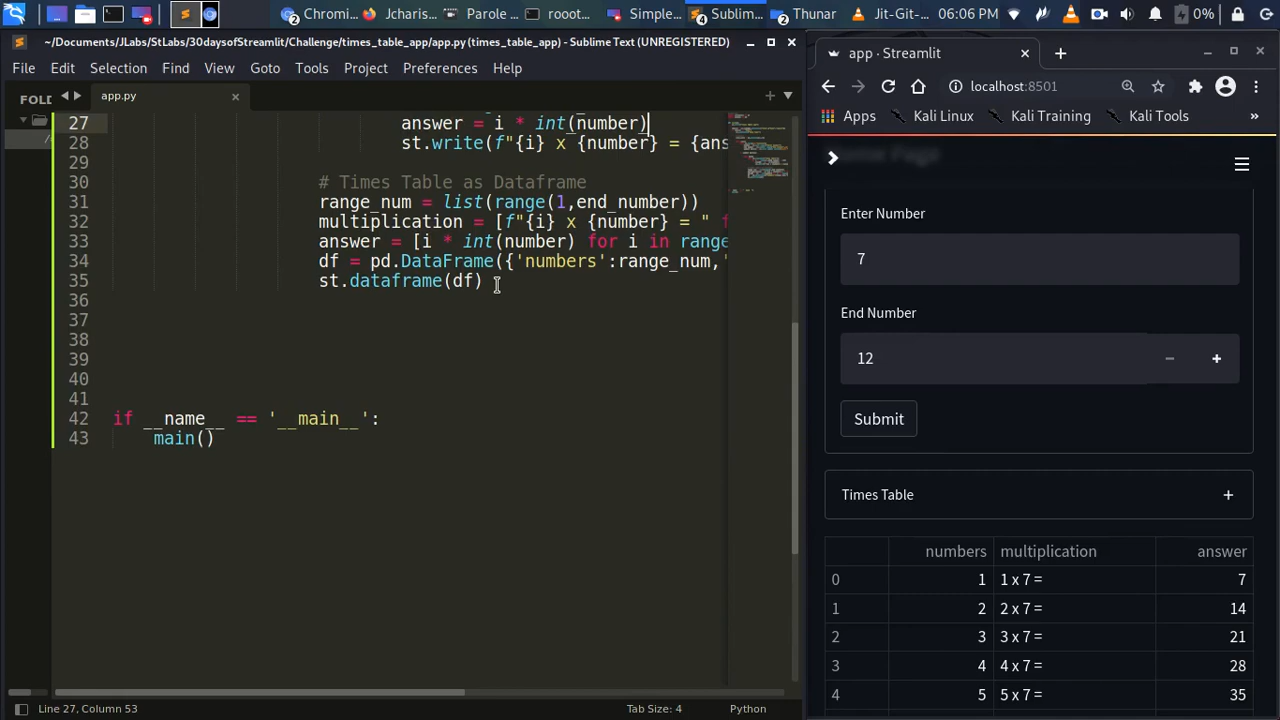 Chromi...
Jcharis...
Parole ...
rooot...
Simple...
Sublim...
Thunar
Jit-Git-...
06:06 PM
0%
~/Documents/JLabs/StLabs/30daysofStreamlit/Challenge/times_table_app/app.py (times_table_app) - Sublime Text (UNREGISTERED)
File Edit Selection Find View Goto Tools Project Preferences Help
FOLD
app.py
27 answer = i * int(number)
28 st.write(f"{i} x {number} = {ans
29
30 # Times Table as Dataframe
31 range_num = list(range(1,end_number))
32 multiplication = [f"{i} x {number} = " f
33 answer = [i * int(number) for i in range
34 df = pd.DataFrame({'numbers':range_num,'
35 st.dataframe(df)
36
37
38
39
40
41
42 if __name__ == '__main__':
43 main()
Line 27, Column 53
Tab Size: 4
Python
app · Streamlit
localhost:8501
Apps Kali Linux Kali Training Kali Tools »
Home Page
Enter Number
7
End Number
12
Submit
Times Table
numbers multiplication answer
0 1 1 x 7 = 7
1 2 2 x 7 = 14
2 3 3 x 7 = 21
3 4 4 x 7 = 28
4 5 5 x 7 = 35